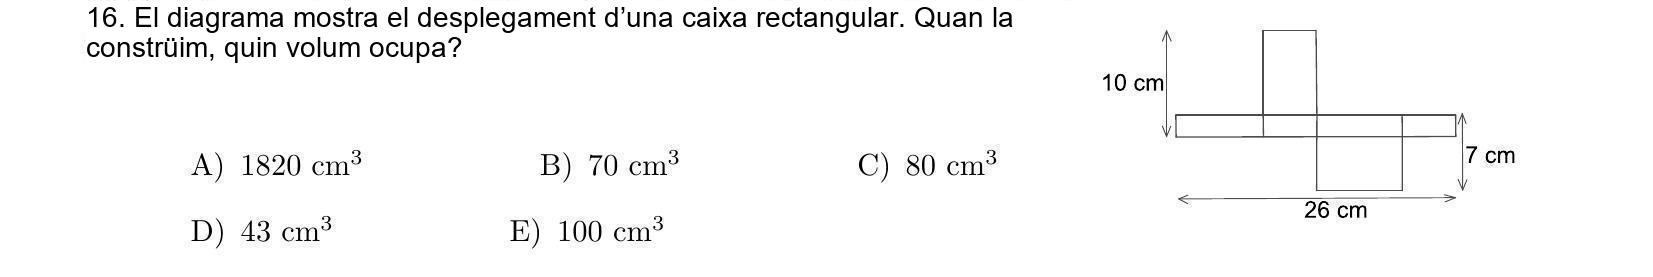 16. El diagrama mostra el desplegament d’una caixa rectangular. Quan la
constrüim, quin volum ocupa?
10 cm
7 cm
26 cm
A) 1820 cm³
B) 70 cm³
C) 80 cm³
D) 43 cm³
E) 100 cm³